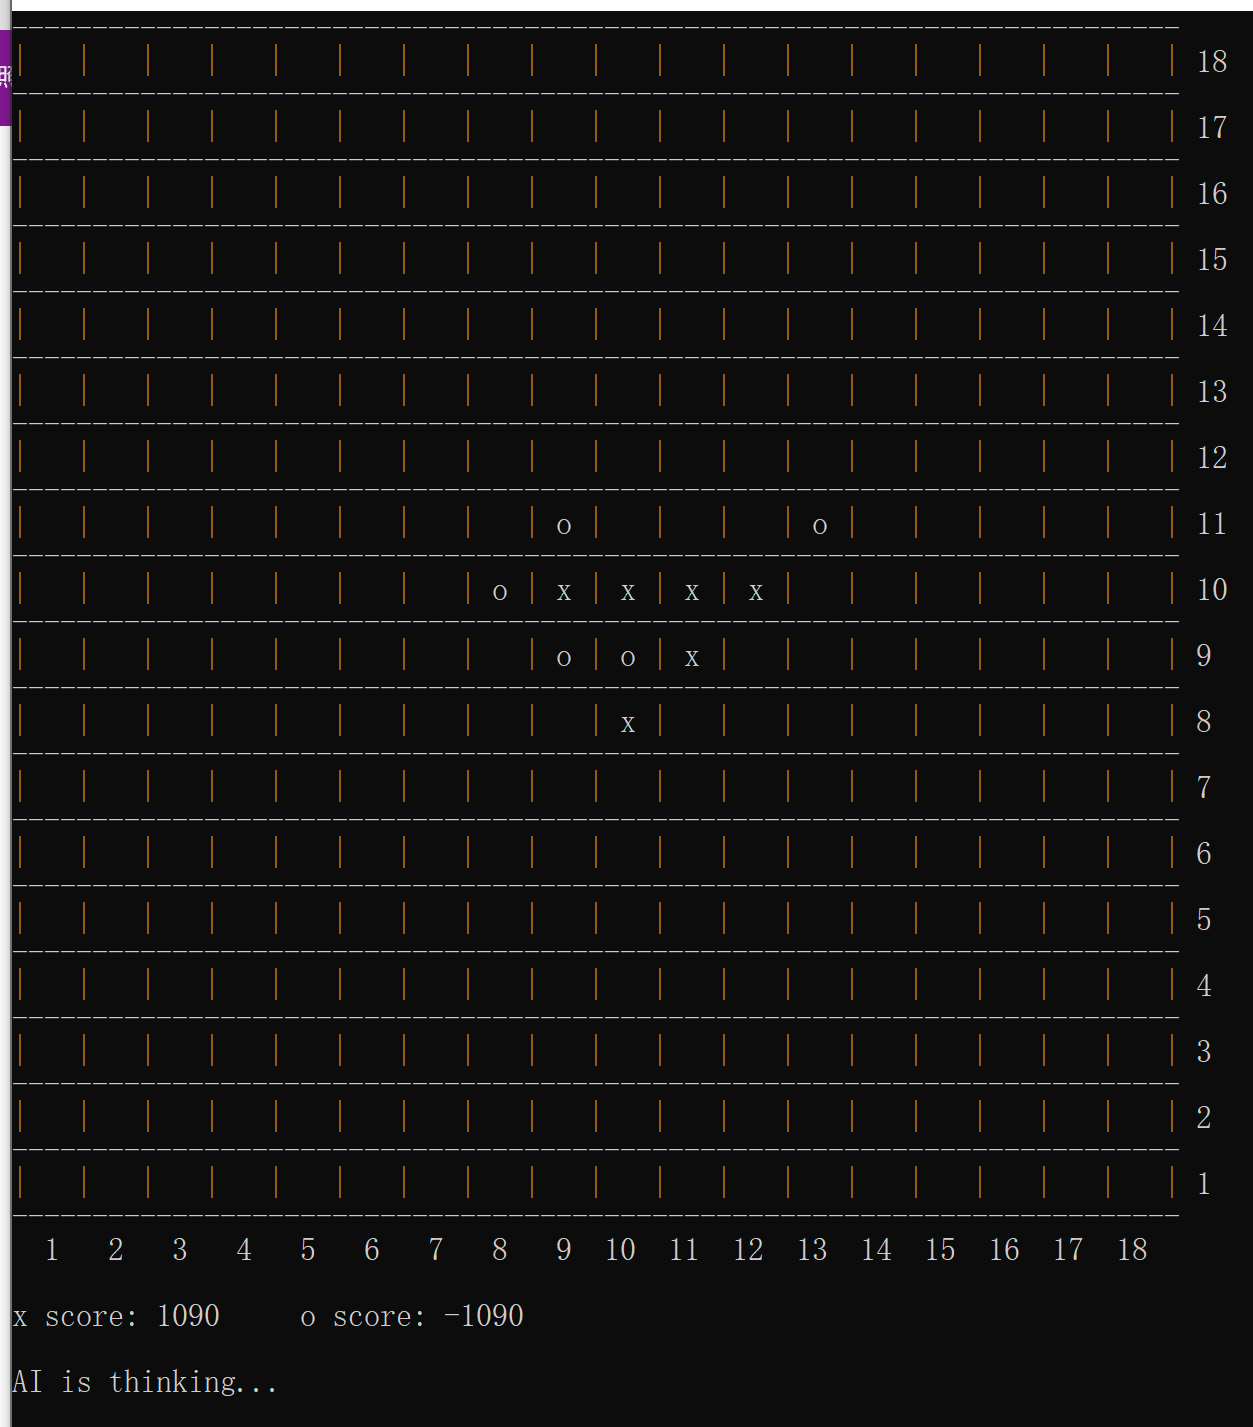 18
17
照
16
15
14
13
12
o o 11
o x x x x 10
o o x 9
x 8
7
6
5
4
3
2
1
1 2 3 4 5 6 7 8 9 10 11 12 13 14 15 16 17 18
x score: 1090 o score: -1090
AI is thinking...